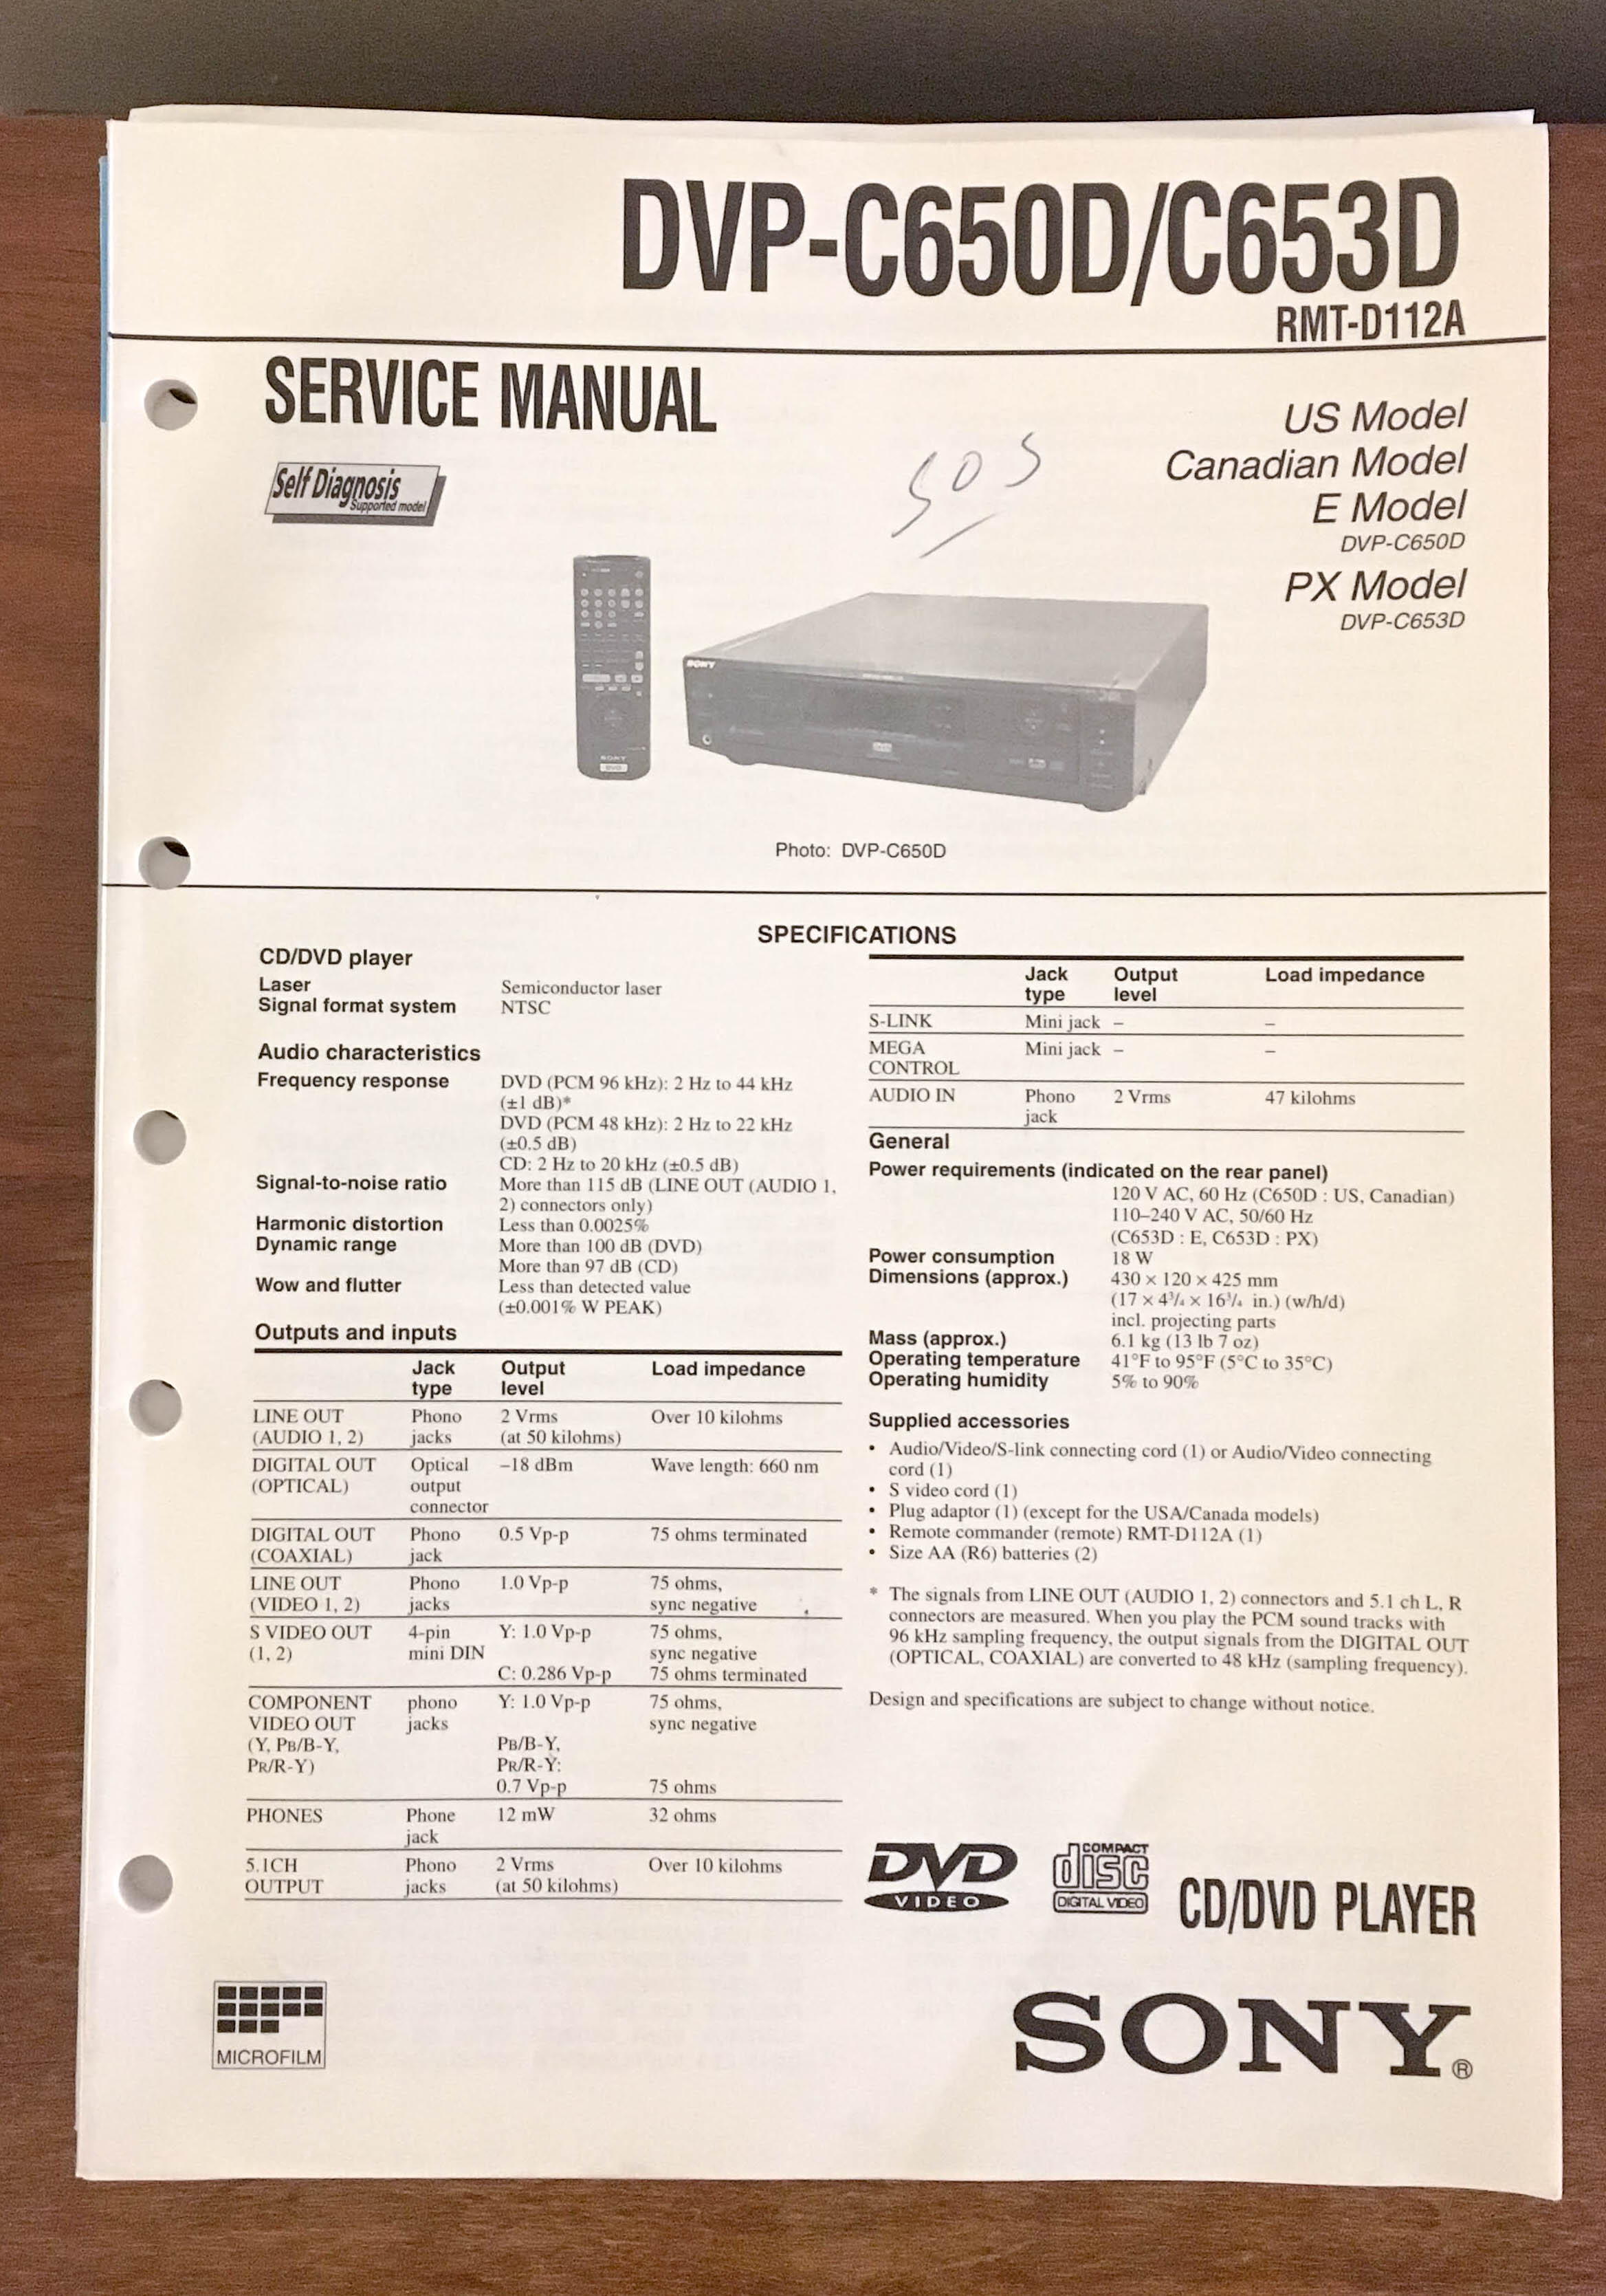 DVP-C650D/C653D
RMT-D112A
SERVICE MANUAL
Self Diagnosis
Supported model
US Model
Canadian Model
E Model
DVP-C650D
PX Model
DVP-C653D
SONY
SONY
Photo: DVP-C650D
SPECIFICATIONS
CD/DVD player
Laser Semiconductor laser
Signal format system NTSC
Audio characteristics
Frequency response DVD (PCM 96 kHz): 2 Hz to 44 kHz
(±1 dB)*
DVD (PCM 48 kHz): 2 Hz to 22 kHz
(±0.5 dB)
CD: 2 Hz to 20 kHz (±0.5 dB)
Signal-to-noise ratio More than 115 dB (LINE OUT (AUDIO 1,
2) connectors only)
Harmonic distortion Less than 0.0025%
Dynamic range More than 100 dB (DVD)
More than 97 dB (CD)
Wow and flutter Less than detected value
(±0.001% W PEAK)
Outputs and inputs
Jack Output Load impedance
type level
LINE OUT Phono 2 Vrms Over 10 kilohms
(AUDIO 1, 2) jacks (at 50 kilohms)
DIGITAL OUT Optical –18 dBm Wave length: 660 nm
(OPTICAL) output
connector
DIGITAL OUT Phono 0.5 Vp-p 75 ohms terminated
(COAXIAL) jack
LINE OUT Phono 1.0 Vp-p 75 ohms,
(VIDEO 1, 2) jacks sync negative
S VIDEO OUT 4-pin Y: 1.0 Vp-p 75 ohms,
(1, 2) mini DIN sync negative
C: 0.286 Vp-p 75 ohms terminated
COMPONENT phono Y: 1.0 Vp-p 75 ohms,
VIDEO OUT jacks sync negative
(Y, PB/B-Y, PB/B-Y,
PR/R-Y) PR/R-Y:
0.7 Vp-p 75 ohms
PHONES Phone 12 mW 32 ohms
jack
5.1CH Phono 2 Vrms Over 10 kilohms
OUTPUT jacks (at 50 kilohms)
Jack Output Load impedance
type level
S-LINK Mini jack – –
MEGA Mini jack – –
CONTROL
AUDIO IN Phono 2 Vrms 47 kilohms
jack
General
Power requirements (indicated on the rear panel)
120 V AC, 60 Hz (C650D : US, Canadian)
110–240 V AC, 50/60 Hz
(C653D : E, C653D : PX)
Power consumption 18 W
Dimensions (approx.) 430 × 120 × 425 mm
(17 × 4 3/4 × 16 3/4 in.) (w/h/d)
incl. projecting parts
Mass (approx.) 6.1 kg (13 lb 7 oz)
Operating temperature 41°F to 95°F (5°C to 35°C)
Operating humidity 5% to 90%
Supplied accessories
• Audio/Video/S-link connecting cord (1) or Audio/Video connecting
cord (1)
• S video cord (1)
• Plug adaptor (1) (except for the USA/Canada models)
• Remote commander (remote) RMT-D112A (1)
• Size AA (R6) batteries (2)
* The signals from LINE OUT (AUDIO 1, 2) connectors and 5.1 ch L, R
connectors are measured. When you play the PCM sound tracks with
96 kHz sampling frequency, the output signals from the DIGITAL OUT
(OPTICAL, COAXIAL) are converted to 48 kHz (sampling frequency).
Design and specifications are subject to change without notice.
DVD
VIDEO
COMPACT
disc
DIGITAL VIDEO
CD/DVD PLAYER
MICROFILM
SONY®